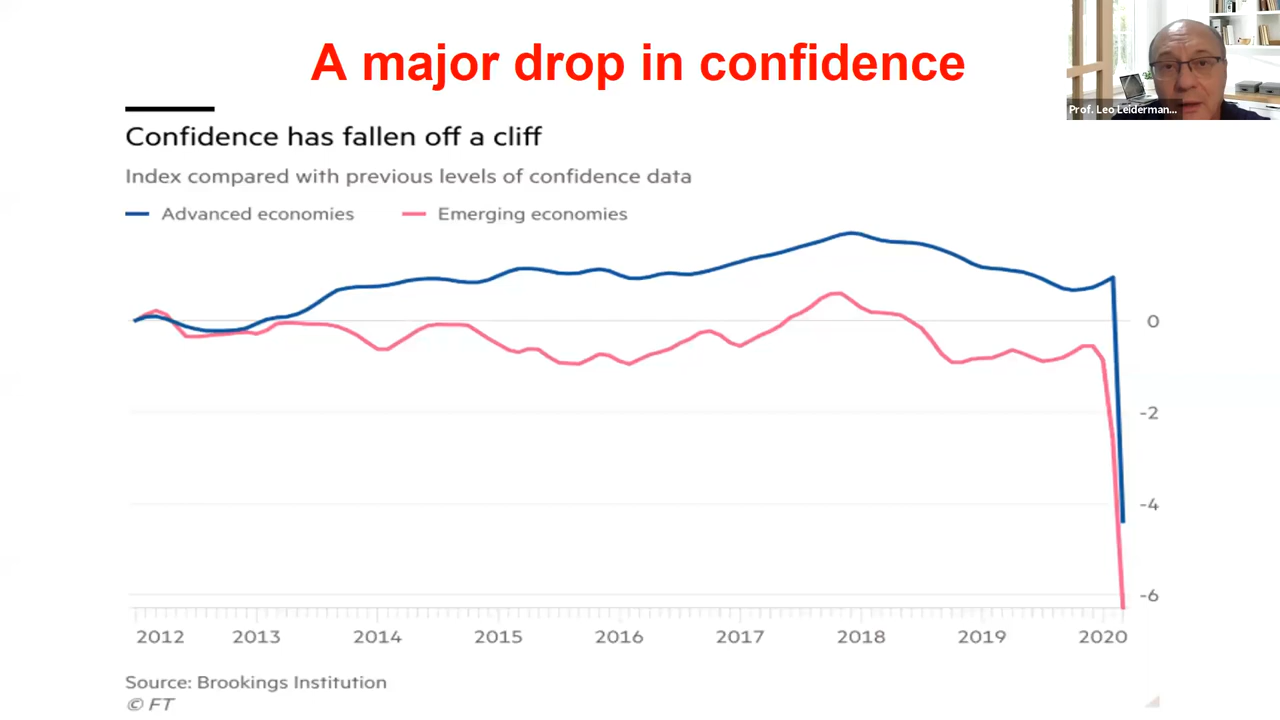 A major drop in confidence
Prof. Leo Leiderman...
Confidence has fallen off a cliff
Index compared with previous levels of confidence data
Advanced economies Emerging economies
0
-2
-4
-6
2012 2013 2014 2015 2016 2017 2018 2019 2020
Source: Brookings Institution
© FT